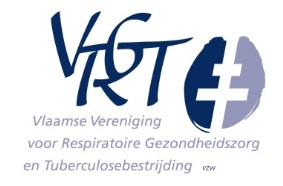 VRGT
Vlaamse Vereniging
voor Respiratoire Gezondheidszorg
en Tuberculosebestrijding vzw